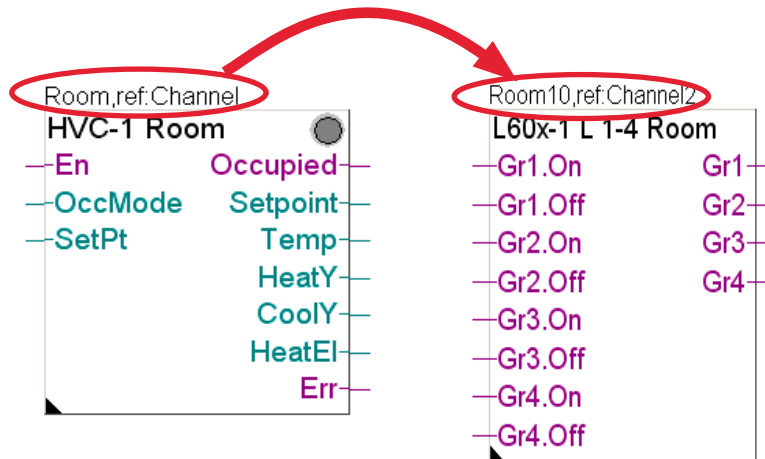 Room,ref:Channel
HVC-1 Room
En
OccMode
SetPt
Occupied
Setpoint
Temp
HeatY
CoolY
HeatEl
Err
Room10,ref:Channel2
L60x-1 L 1-4 Room
Gr1.On
Gr1.Off
Gr2.On
Gr2.Off
Gr3.On
Gr3.Off
Gr4.On
Gr4.Off
Gr1
Gr2
Gr3
Gr4